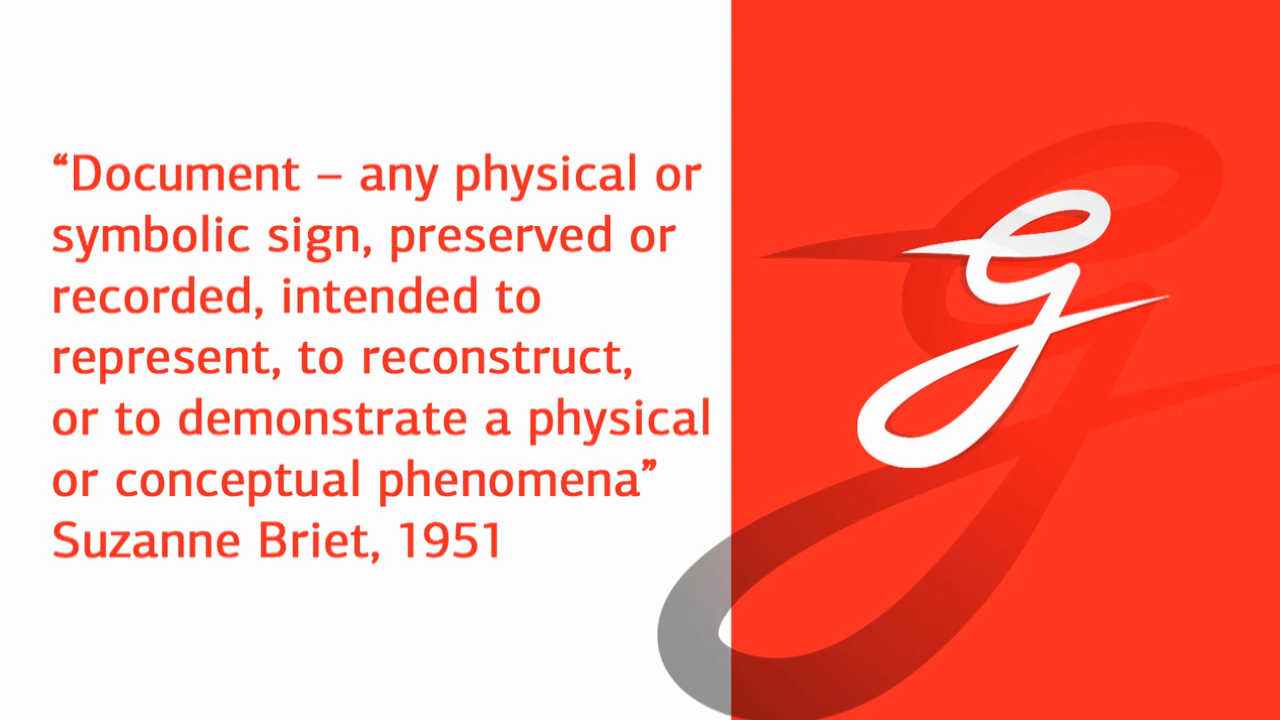 “Document – any physical or
symbolic sign, preserved or
recorded, intended to
represent, to reconstruct,
or to demonstrate a physical
or conceptual phenomena”
Suzanne Briet, 1951